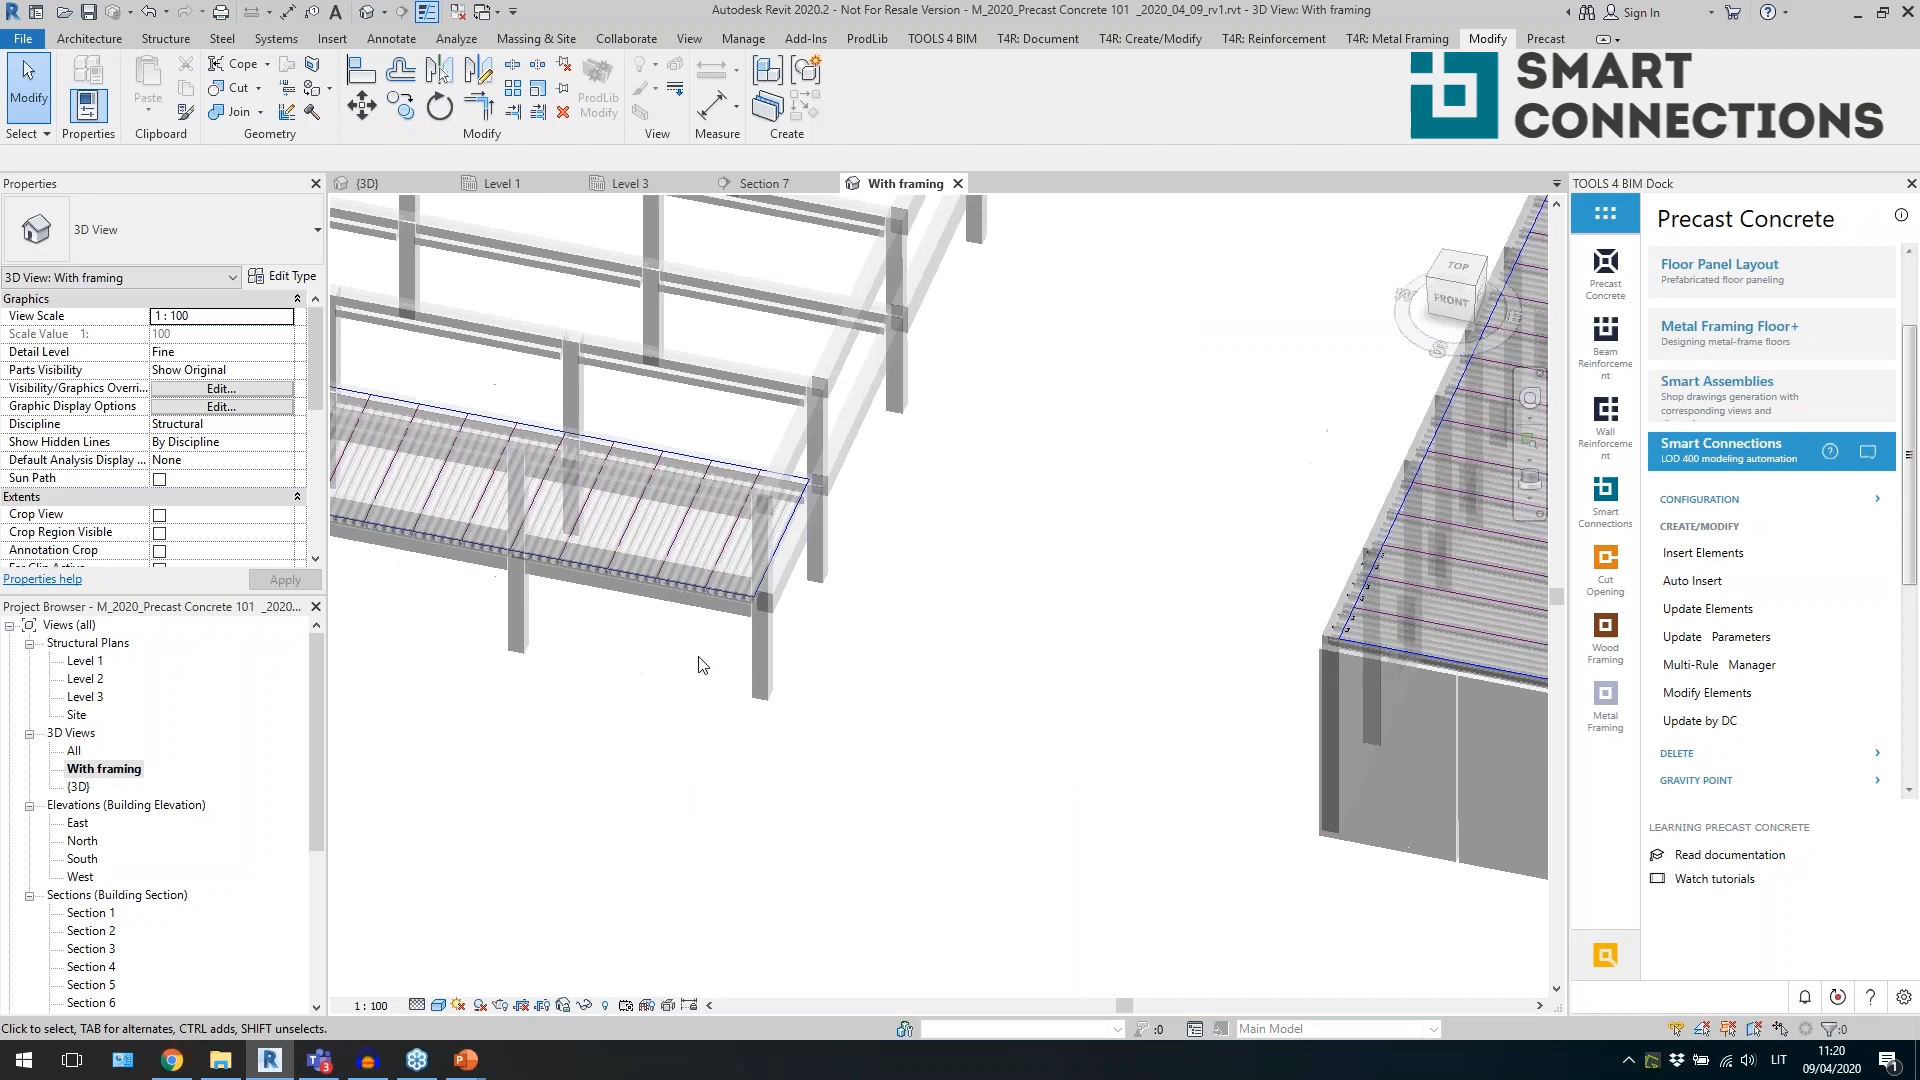 Autodesk Revit 2020.2 - Not For Resale Version - M_2020_Precast Concrete 101 _2020_04_09_rv1.rvt - 3D View: With framing
Sign In
File Architecture Structure Steel Systems Insert Annotate Analyze Massing & Site Collaborate View Manage Add-Ins ProdLib TOOLS 4 BIM T4R: Document T4R: Create/Modify T4R: Reinforcement T4R: Metal Framing Modify Precast
Modify
Paste
Cope
Cut
Join
ProdLib
Modify
Select Properties Clipboard Geometry Modify View Measure Create
SMART
CONNECTIONS
Properties
{3D}
Level 1
Level 3
Section 7
With framing
TOOLS 4 BIM Dock
3D View
3D View: With framing
Edit Type
Graphics
View Scale 1 : 100
Scale Value 1: 100
Detail Level Fine
Parts Visibility Show Original
Visibility/Graphics Overri... Edit...
Graphic Display Options Edit...
Discipline Structural
Show Hidden Lines By Discipline
Default Analysis Display ... None
Sun Path
Extents
Crop View
Crop Region Visible
Annotation Crop
Properties help
Apply
Project Browser - M_2020_Precast Concrete 101 _2020...
Views (all)
Structural Plans
Level 1
Level 2
Level 3
Site
3D Views
All
With framing
{3D}
Elevations (Building Elevation)
East
North
South
West
Sections (Building Section)
Section 1
Section 2
Section 3
Section 4
Section 5
Section 6
TOP
FRONT
W
S
E
Precast Concrete
Precast
Concrete
Beam
Reinforceme
nt
Wall
Reinforceme
nt
Smart
Connections
Cut
Opening
Wood
Framing
Metal
Framing
Floor Panel Layout
Prefabricated floor paneling
Metal Framing Floor+
Designing metal-frame floors
Smart Assemblies
Shop drawings generation with
corresponding views and
Smart Connections
LOD 400 modeling automation
CONFIGURATION
CREATE/MODIFY
Insert Elements
Auto Insert
Update Elements
Update Parameters
Multi-Rule Manager
Modify Elements
Update by DC
DELETE
GRAVITY POINT
LEARNING PRECAST CONCRETE
Read documentation
Watch tutorials
1 : 100
Click to select, TAB for alternates, CTRL adds, SHIFT unselects.
:0
Main Model
:0
3
LIT
11:20
09/04/2020
1